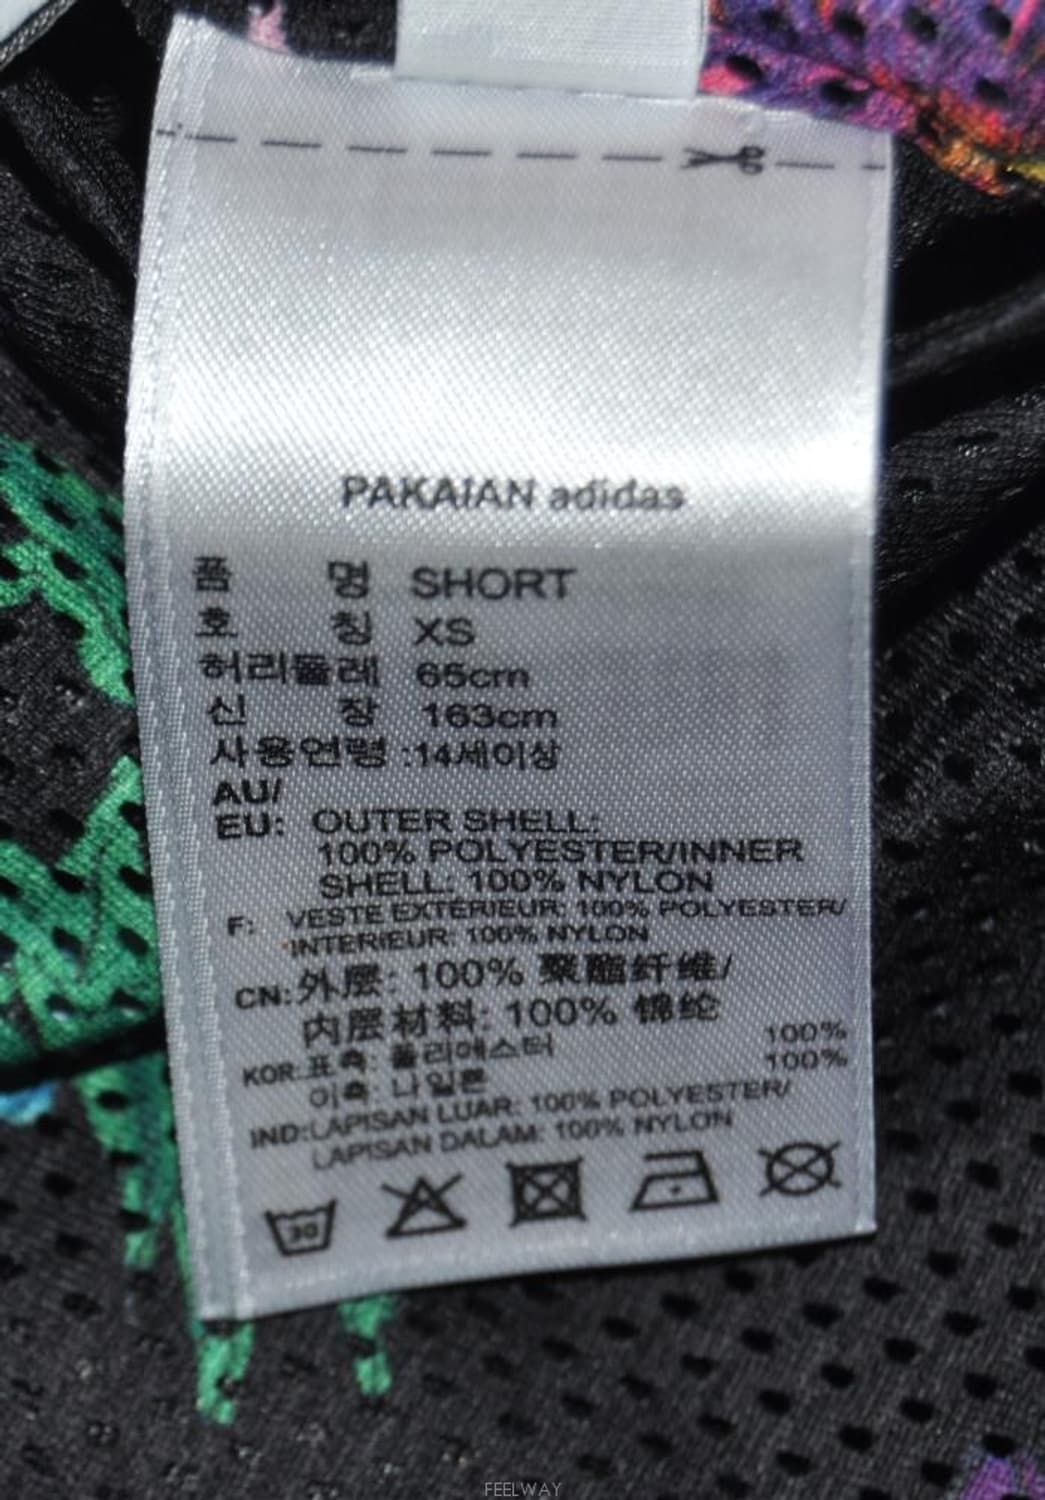 PAKAIAN adidas
품 명 SHORT
호 칭 XS
허리둘레 65cm
신 장 163cm
사용연령 :14세이상
AU/
EU: OUTER SHELL:
100% POLYESTER/INNER
SHELL: 100% NYLON
F: VESTE EXTERIEUR: 100% POLYESTER/
INTERIEUR: 100% NYLON
CN:外层: 100% 聚酯纤维/
内层材料: 100% 锦纶
KOR:표측: 폴리에스터 100%
이측: 나일론 100%
IND:LAPISAN LUAR: 100% POLYESTER/
LAPISAN DALAM: 100% NYLON
30
FEELWAY